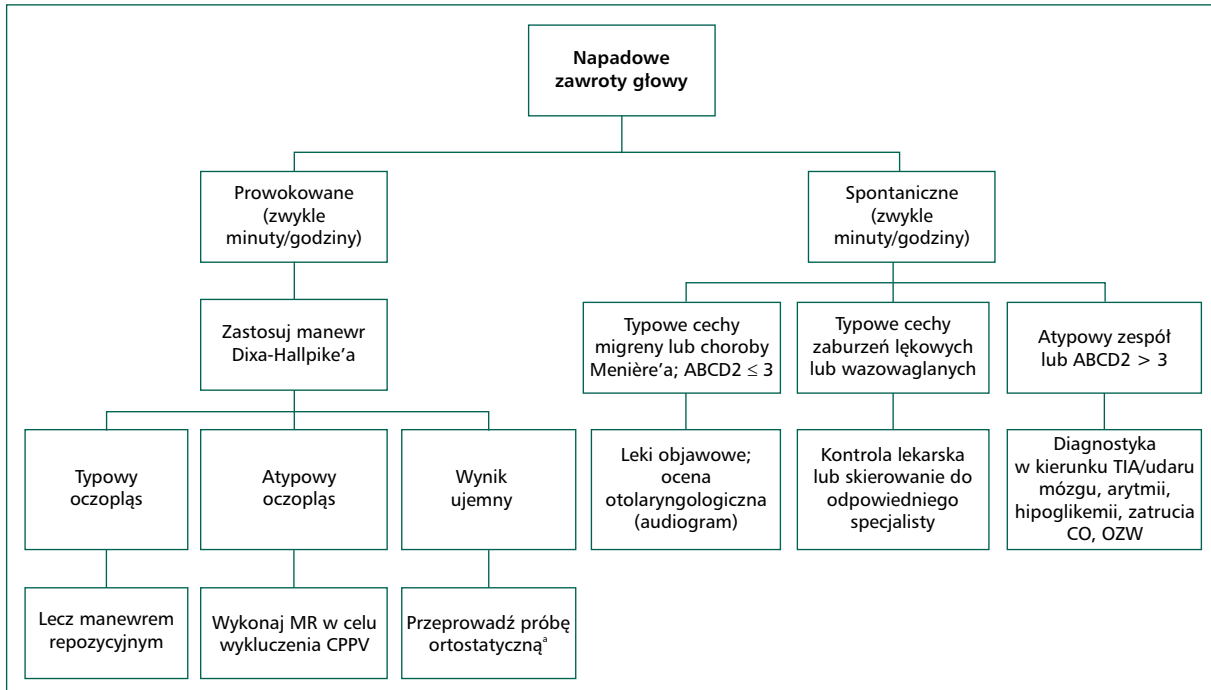 Napadowe
zawroty głowy
Prowokowane
(zwykle
minuty/godziny)
Spontaniczne
(zwykle
minuty/godziny)
Zastosuj manewr
Dixa-Hallpike’a
Typowe cechy
migreny lub choroby
Menière’a; ABCD2 ≤ 3
Typowe cechy
zaburzeń lękowych
lub wazowaglanych
Atypowy zespół
lub ABCD2 > 3
Typowy
oczopląs
Atypowy
oczopląs
Wynik
ujemny
Leki objawowe;
ocena
otolaryngologiczna
(audiogram)
Kontrola lekarska
lub skierowanie do
odpowiedniego
specjalisty
Diagnostyka
w kierunku TIA/udaru
mózgu, arytmii,
hipoglikemii, zatrucia
CO, OZW
Lecz manewrem
repozycyjnym
Wykonaj MR w celu
wykluczenia CPPV
Przeprowadź próbę
ortostatycznąᵃ